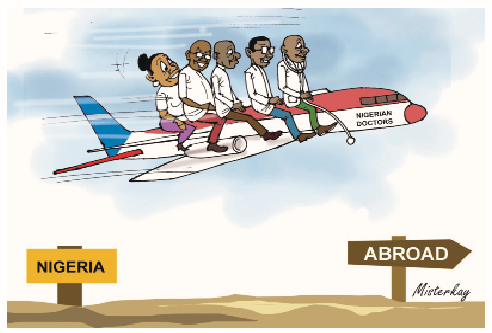 NIGERIAN
DOCTORS
NIGERIA
ABROAD
Misterkay